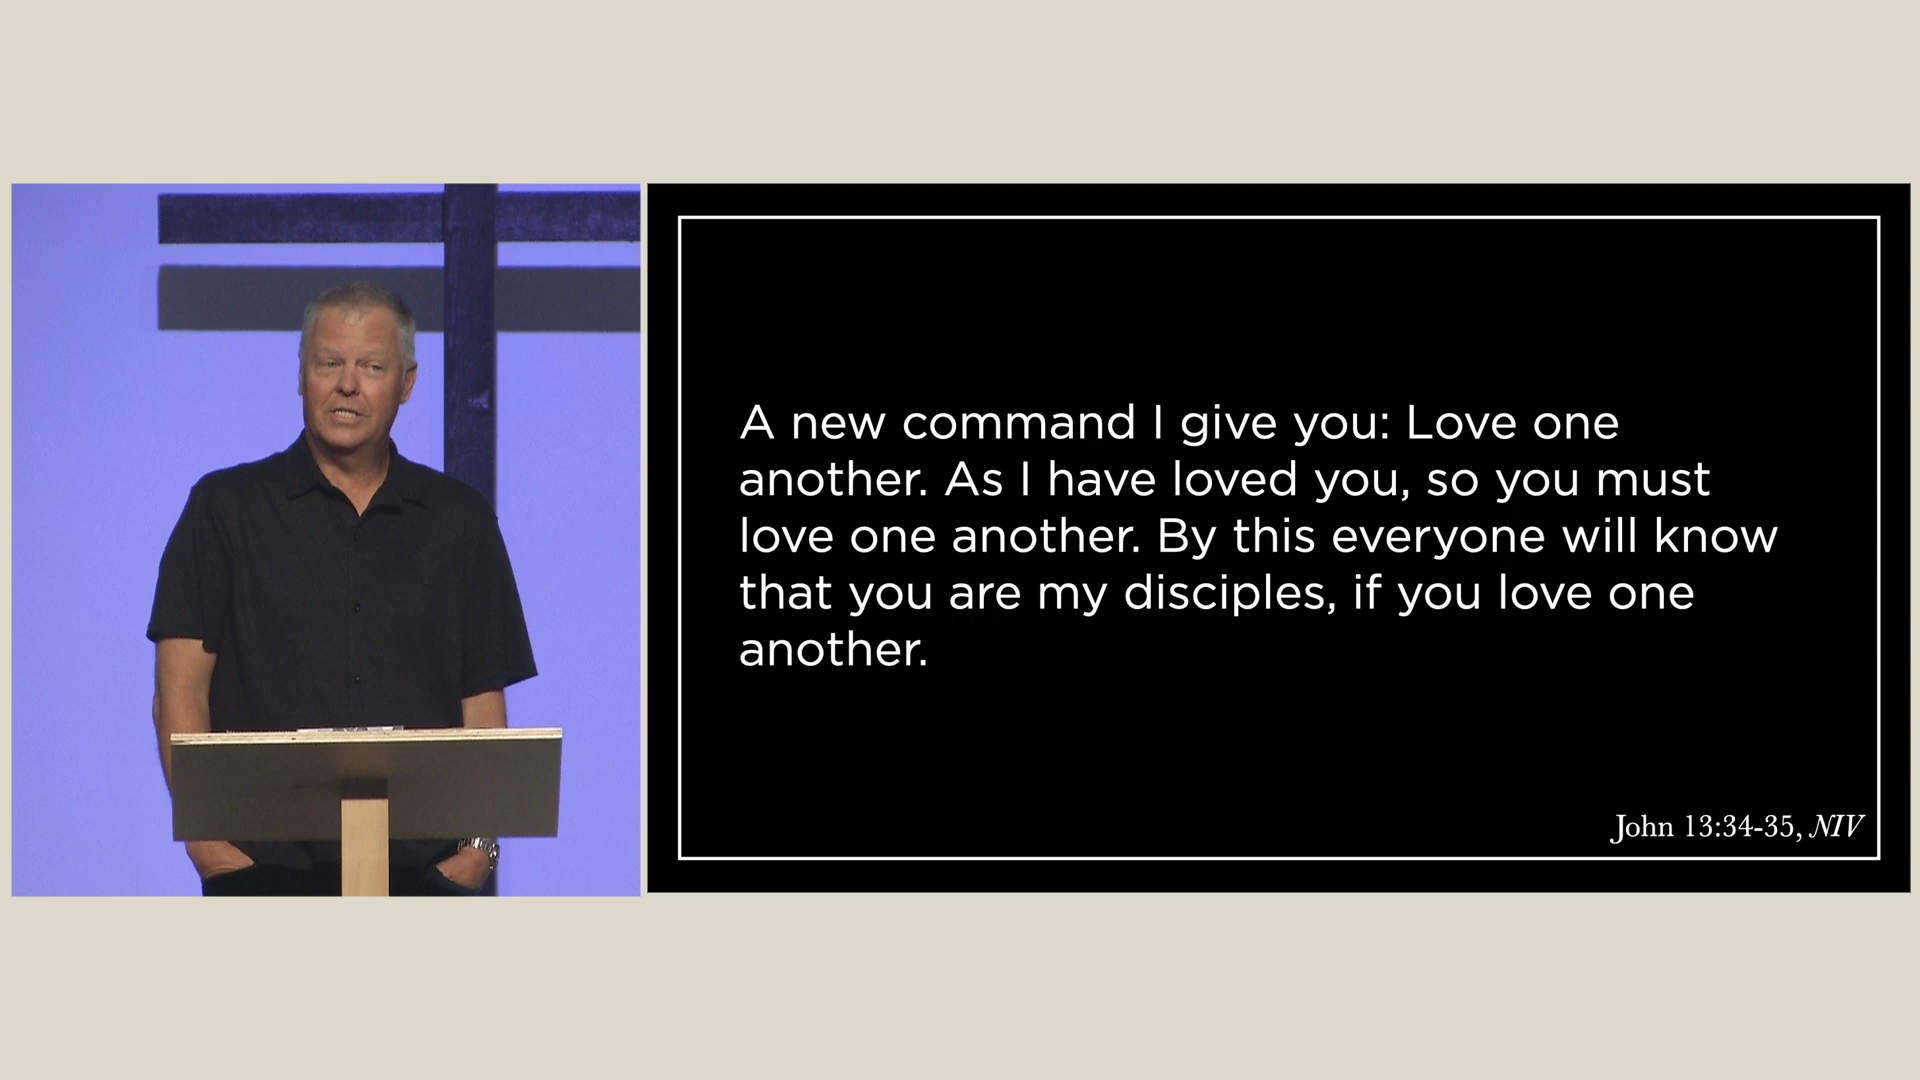 A new command I give you: Love one
another. As I have loved you, so you must
love one another. By this everyone will know
that you are my disciples, if you love one
another.
John 13:34-35, NIV